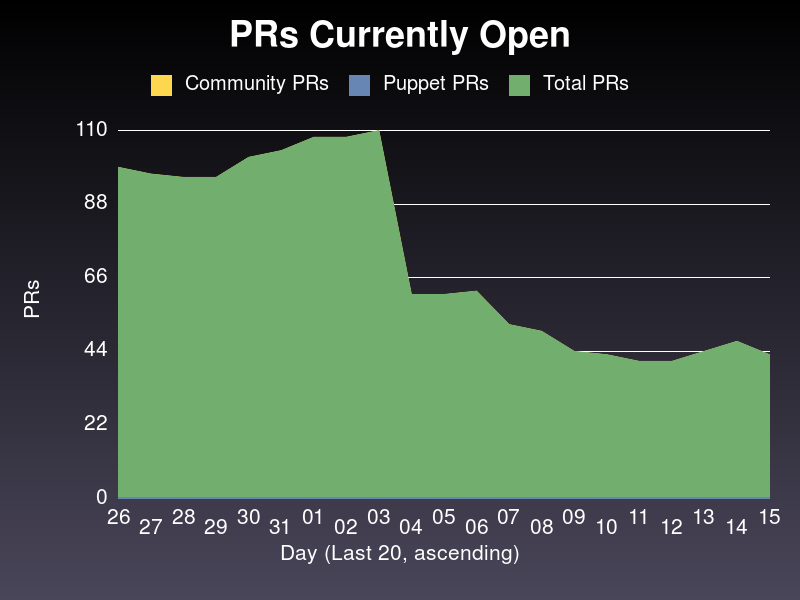 PRs Currently Open
Community PRs Puppet PRs Total PRs
110
88
66
44
22
0
PRs
26 27 28 29 30 31 01 02 03 04 05 06 07 08 09 10 11 12 13 14 15
Day (Last 20, ascending)